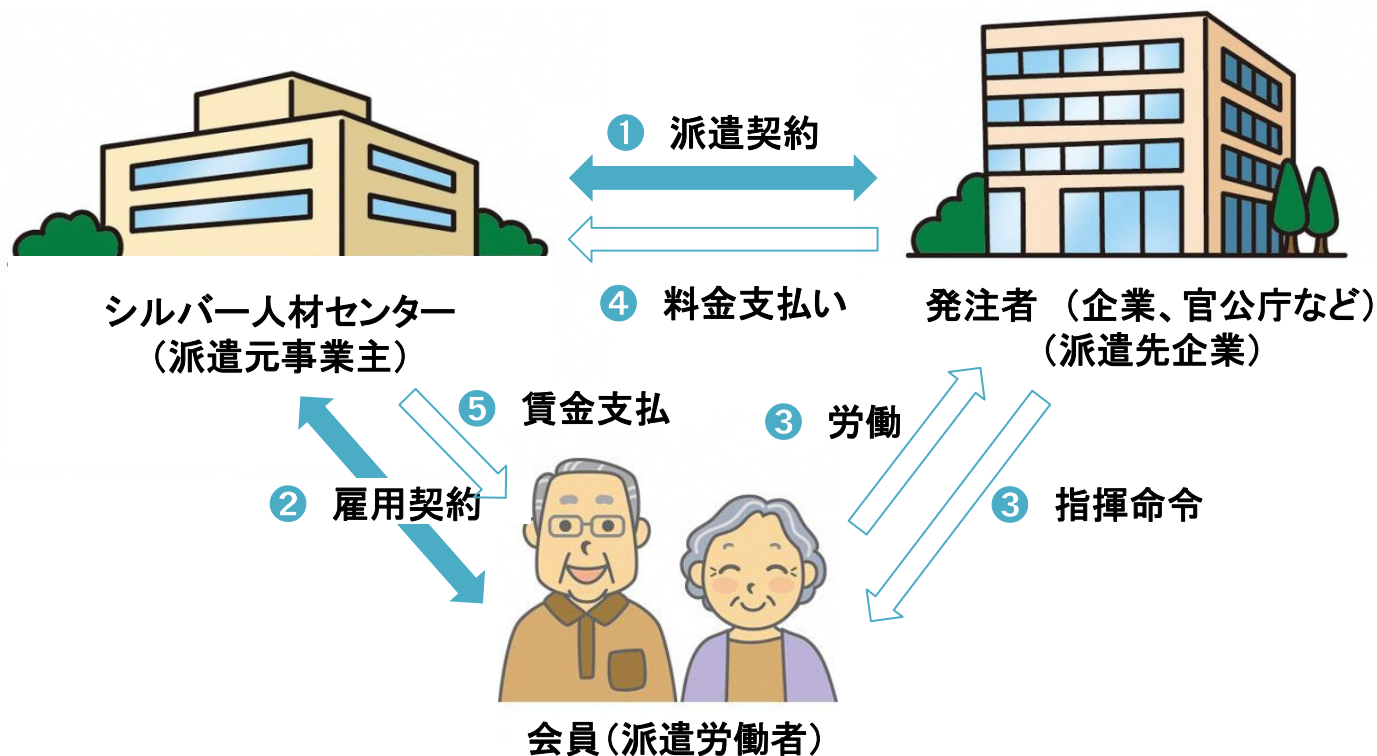 ❶ 派遣契約
❹ 料金支払い
シルバー人材センター
（派遣元事業主）
発注者 （企業、官公庁など）
（派遣先企業）
❺ 賃金支払
❸ 労働
❷ 雇用契約
❸ 指揮命令
会員（派遣労働者）